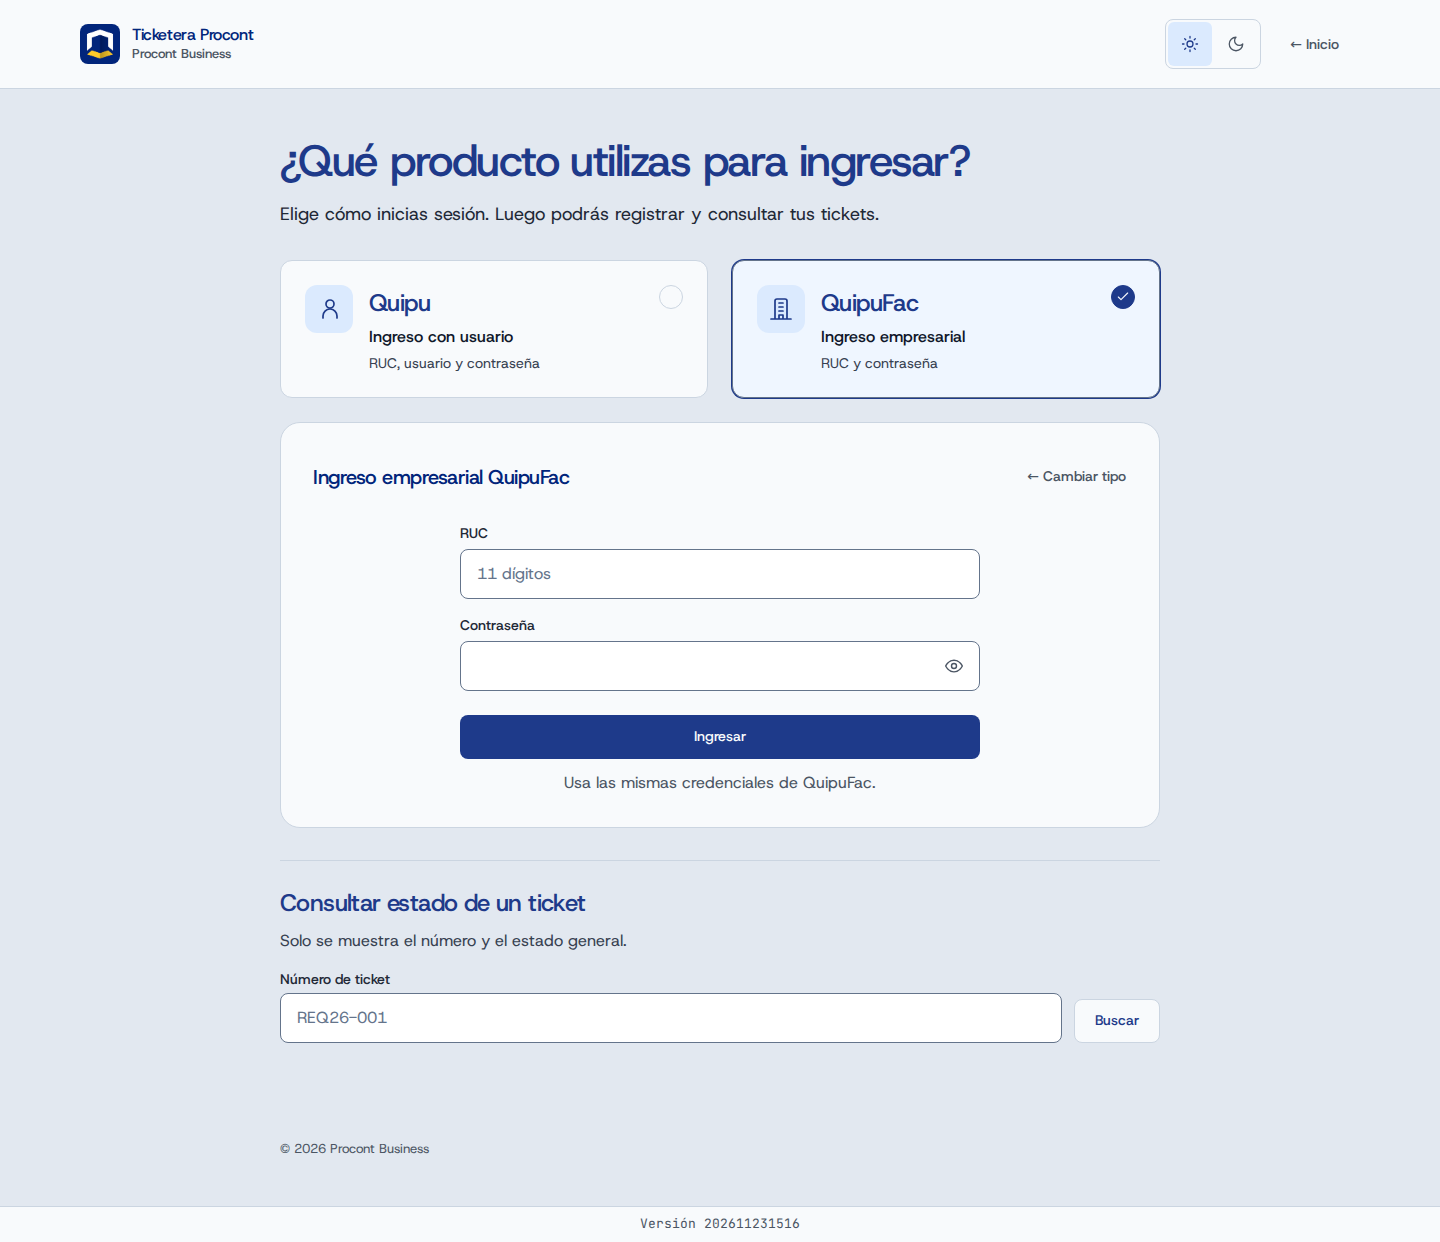 Ticketera Procont
Procont Business
← Inicio
¿Qué producto utilizas para ingresar?
Elige cómo inicias sesión. Luego podrás registrar y consultar tus tickets.
Quipu
Ingreso con usuario
RUC, usuario y contraseña
QuipuFac
Ingreso empresarial
RUC y contraseña
Ingreso empresarial QuipuFac
← Cambiar tipo
RUC
11 dígitos
Contraseña
Ingresar
Usa las mismas credenciales de QuipuFac.
Consultar estado de un ticket
Solo se muestra el número y el estado general.
Número de ticket
REQ26-001
Buscar
© 2026 Procont Business
Versión 202611231516